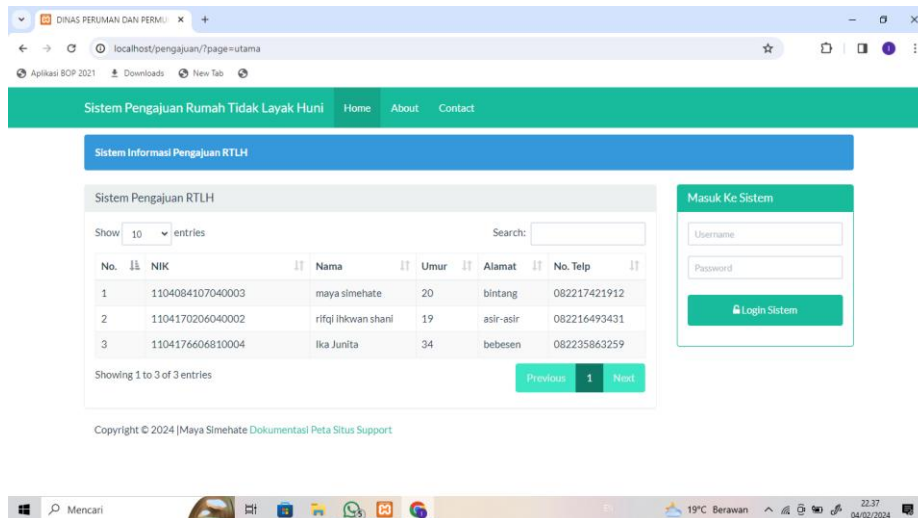 DINAS PERUMAN DAN PERMU
localhost/pengajuan/?page=utama
Aplikasi BOP 2021 Downloads New Tab
Sistem Pengajuan Rumah Tidak Layak Huni Home About Contact
Sistem Informasi Pengajuan RTLH
Sistem Pengajuan RTLH
Show 10 entries Search:
No. NIK Nama Umur Alamat No. Telp
1 1104084107040003 maya simehate 20 bintang 082217421912
2 1104170206040002 rifqi ihkwan shani 19 asir-asir 082216493431
3 1104176606810004 Ika Junita 34 bebesen 082235863259
Showing 1 to 3 of 3 entries Previous 1 Next
Masuk Ke Sistem
Username
Password
Login Sistem
Copyright © 2024 |Maya Simehate Dokumentasi Peta Situs Support
Mencari 19°C Berawan 22.37
04/02/2024